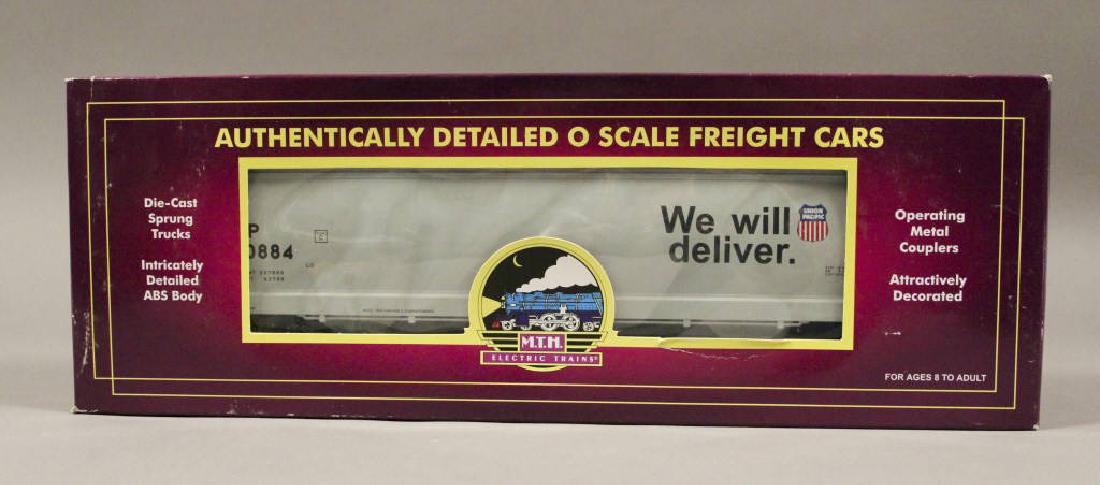 AUTHENTICALLY DETAILED O SCALE FREIGHT CARS
Die-Cast
Sprung
Trucks
Intricately
Detailed
ABS Body
P
0884
We will
deliver.
UNION
PACIFIC
Operating
Metal
Couplers
Attractively
Decorated
M.T.H.
ELECTRIC TRAINS®
FOR AGES 8 TO ADULT